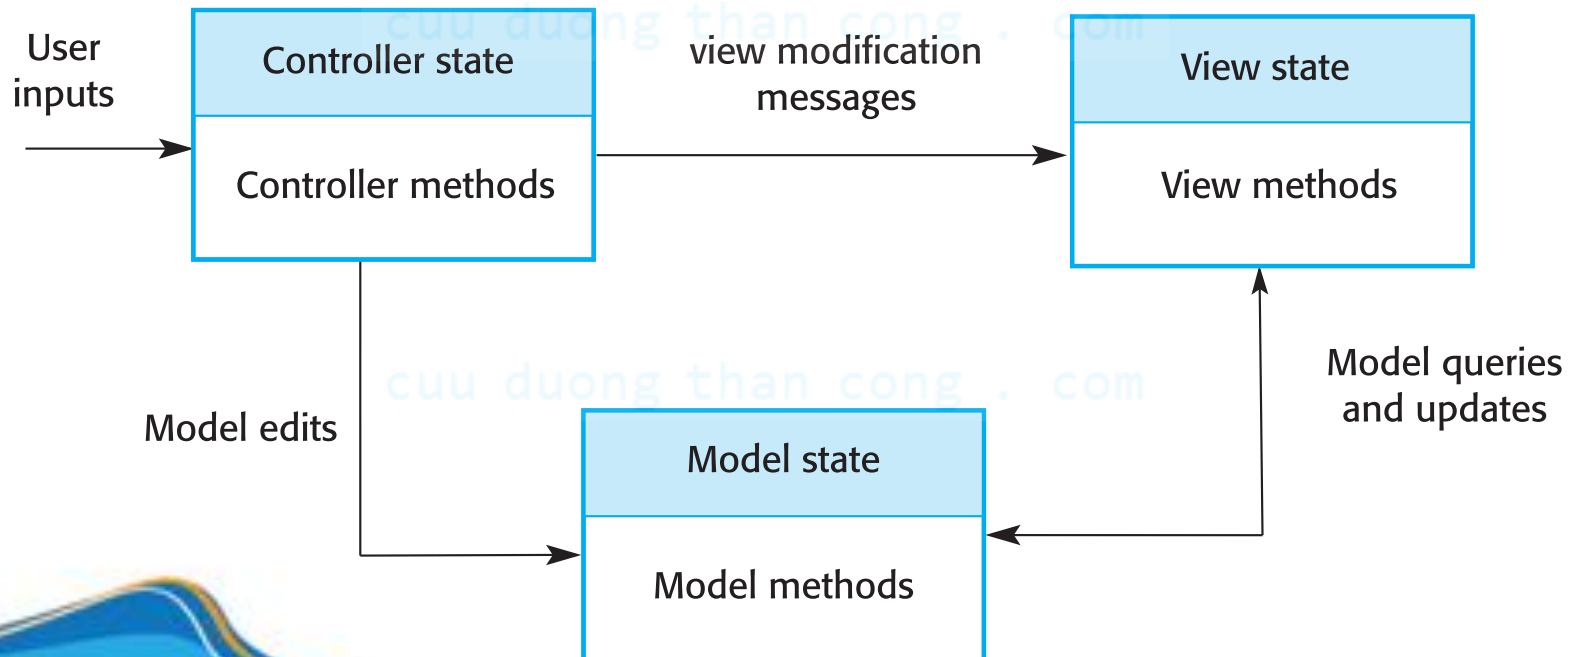 cuu duong than cong . com
User
inputs
Controller state
Controller methods
view modification
messages
View state
View methods
Model edits
cuu duong than cong . com
Model state
Model methods
Model queries
and updates